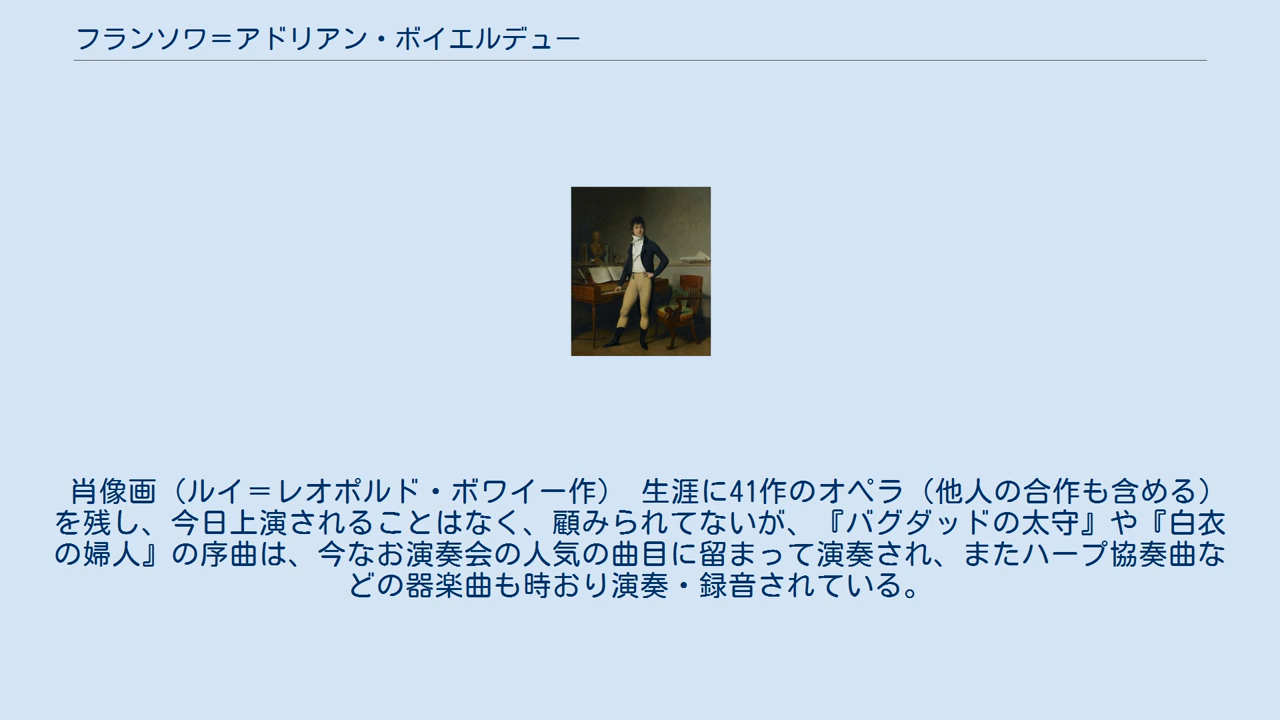 フランソワ＝アドリアン・ボイエルデュー
肖像画（ルイ＝レオポルド・ボワイー作）　生涯に41作のオペラ（他人の合作も含める）
を残し、今日上演されることはなく、顧みられてないが、『バグダッドの太守』や『白衣
の婦人』の序曲は、今なお演奏会の人気の曲目に留まって演奏され、またハープ協奏曲な
どの器楽曲も時おり演奏・録音されている。